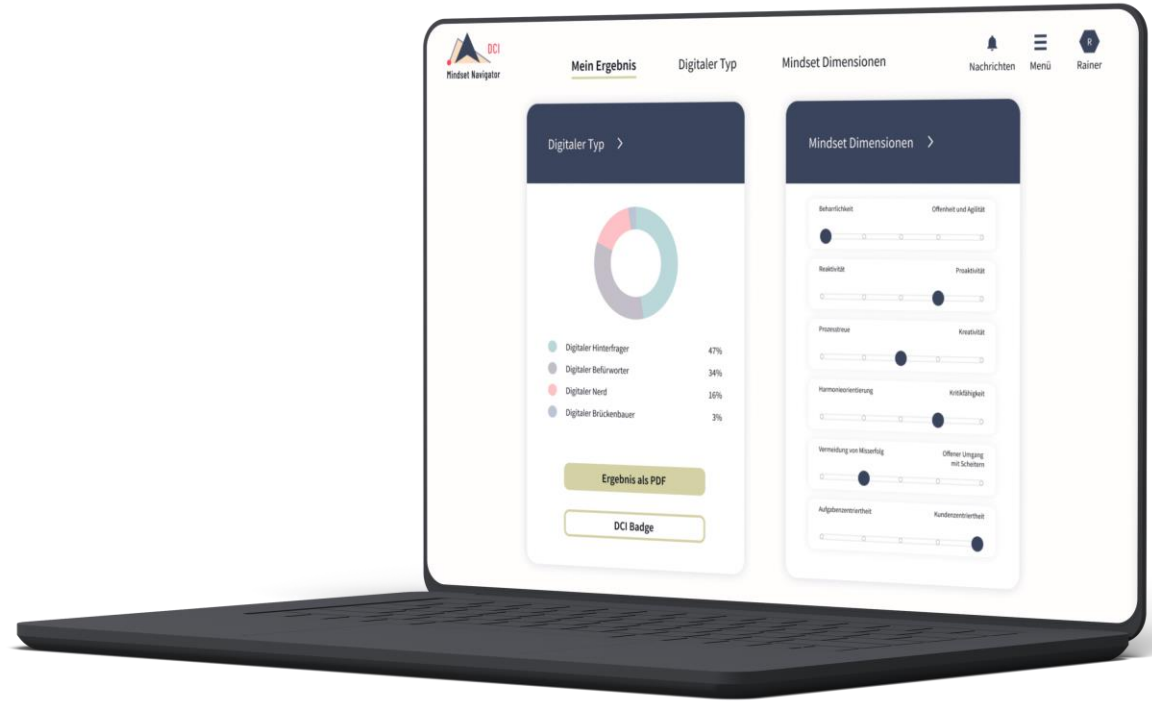 DCI
Mindset Navigator
Mein Ergebnis
Digitaler Typ
Mindset Dimensionen
Nachrichten
Menü
R
Rainer
Digitaler Typ >
Digitaler Hinterfrager 47%
Digitaler Befürworter 34%
Digitaler Nerd 16%
Digitaler Brückenbauer 3%
Ergebnis als PDF
DCI Badge
Mindset Dimensionen >
Beharrlichkeit Offenheit und Agilität
Reaktivität Proaktivität
Prozesstreue Kreativität
Harmonieorientierung Kritikfähigkeit
Vermeidung von Misserfolg Offener Umgang
mit Scheitern
Aufgabenzentriertheit Kundenzentriertheit